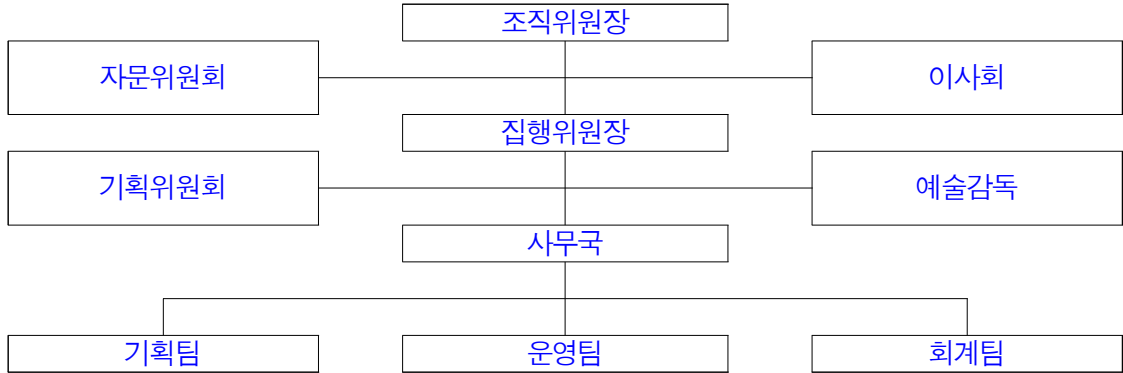 조직위원장
자문위원회
이사회
집행위원장
기획위원회
예술감독
사무국
기획팀
운영팀
회계팀